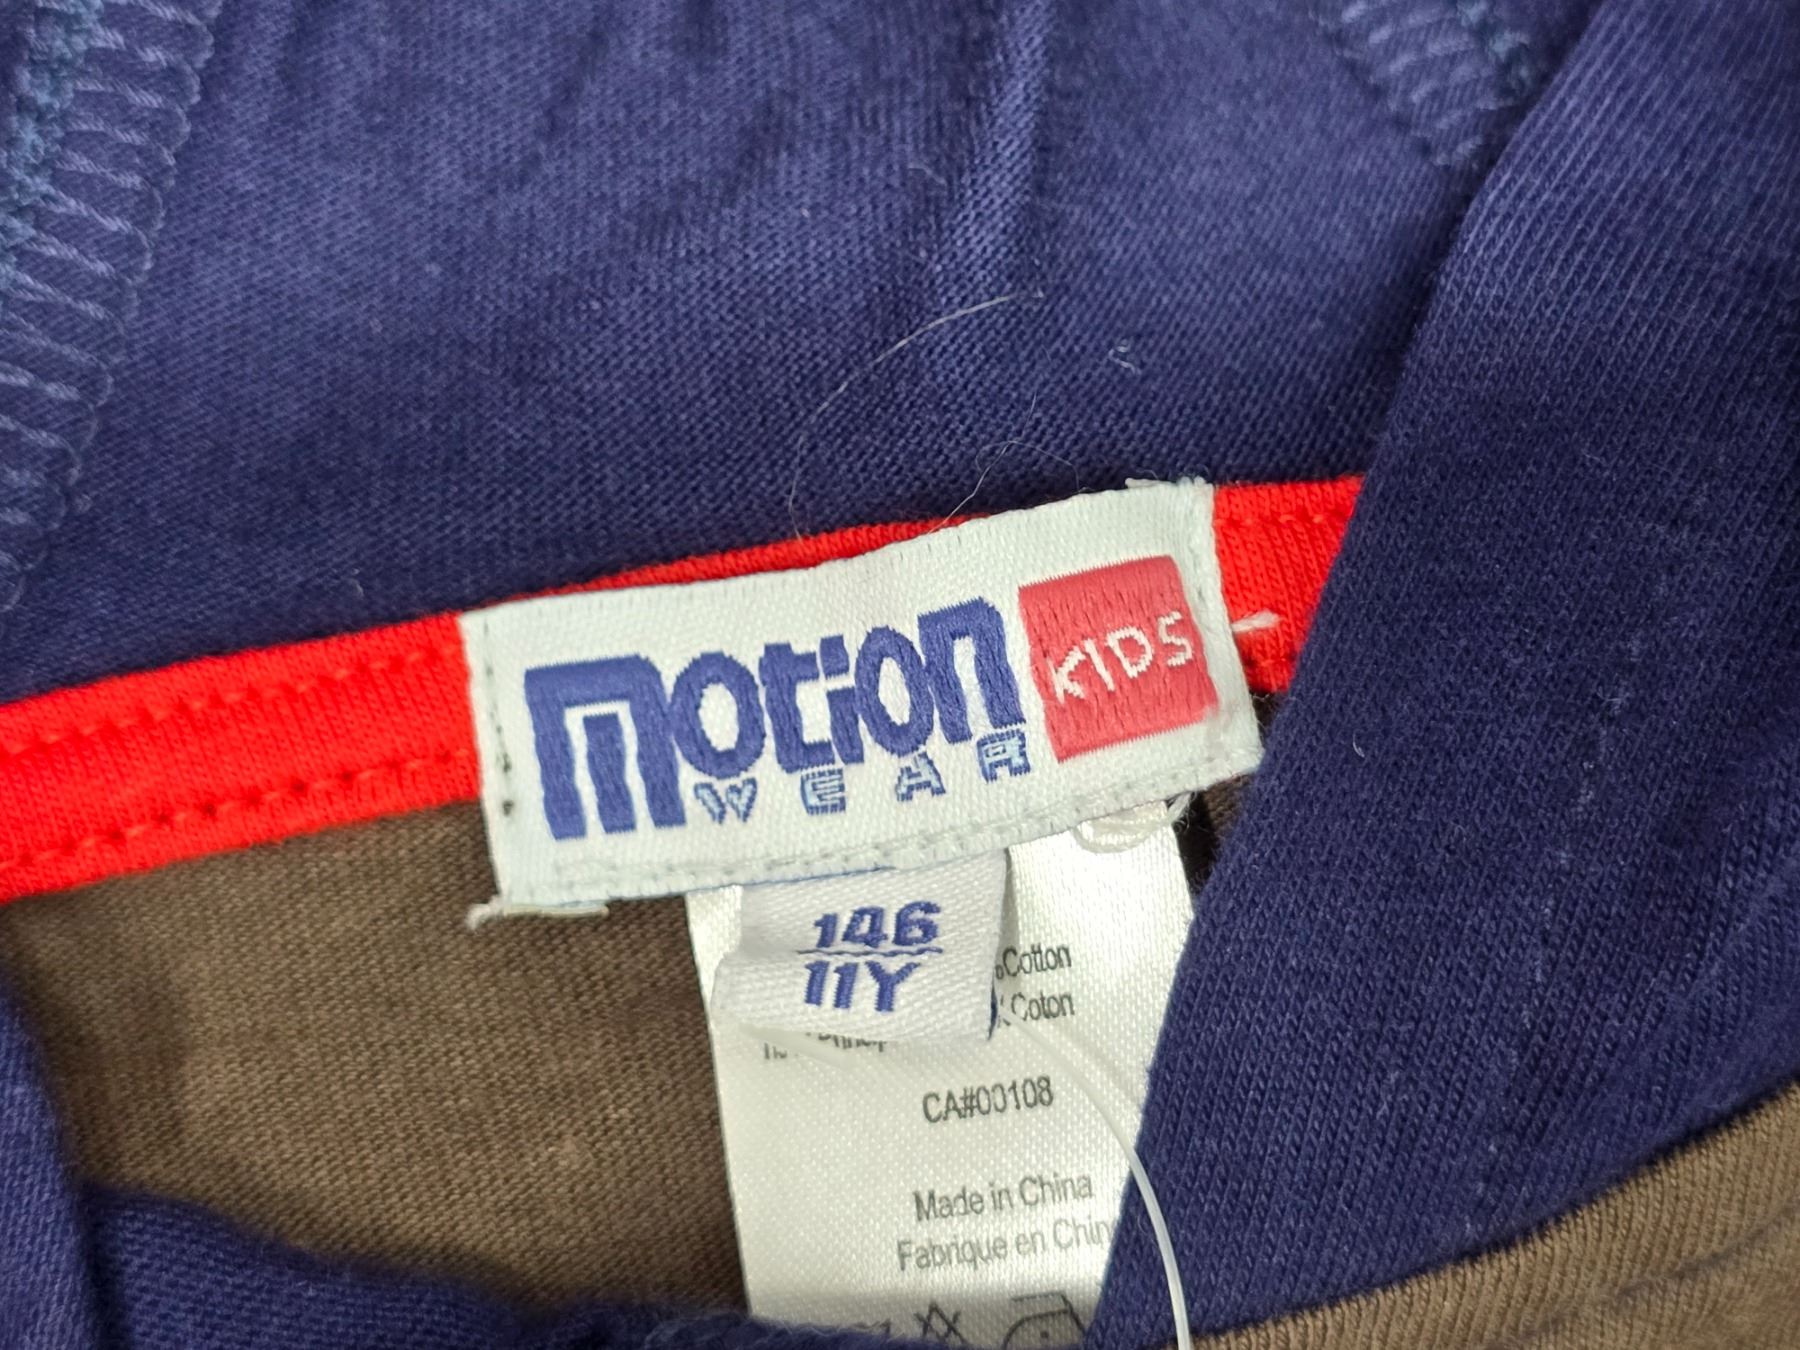 motion KIDS
WEAR
146
11Y
Cotton
Coton
CA#00108
Made in China
Fabrique en Chin